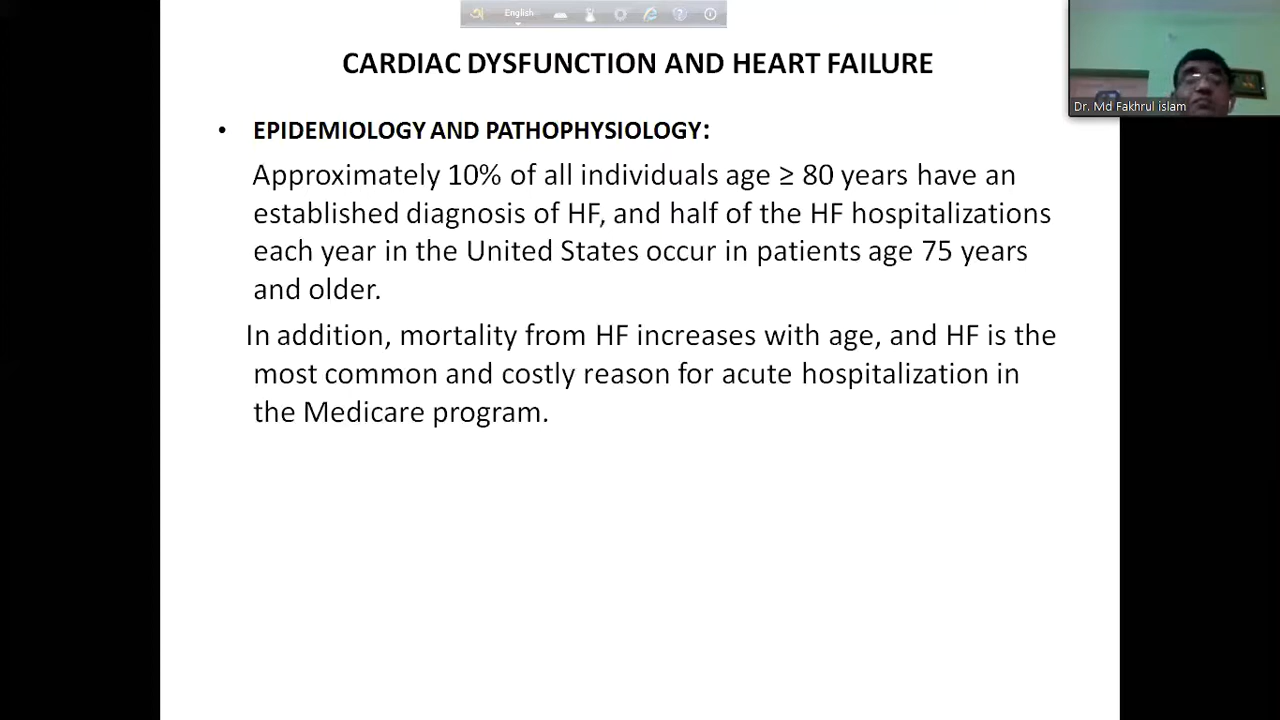 English
CARDIAC DYSFUNCTION AND HEART FAILURE
Dr. Md Fakhrul islam
• EPIDEMIOLOGY AND PATHOPHYSIOLOGY:
Approximately 10% of all individuals age ≥ 80 years have an
established diagnosis of HF, and half of the HF hospitalizations
each year in the United States occur in patients age 75 years
and older.
In addition, mortality from HF increases with age, and HF is the
most common and costly reason for acute hospitalization in
the Medicare program.